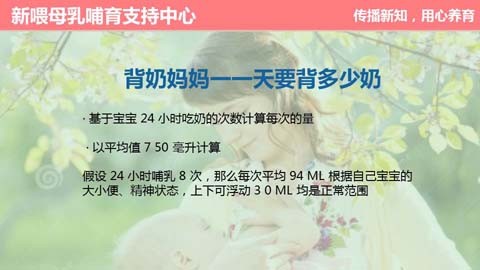 新喂母乳哺育支持中心
传播新知，用心养育
背奶妈妈一一天要背多少奶
· 基于宝宝 24 小时吃奶的次数计算每次的量
· 以平均值 7 50 毫升计算
假设 24 小时哺乳 8 次，那么每次平均 94 ML 根据自己宝宝的
大小便、精神状态，上下可浮动 3 0 ML 均是正常范围